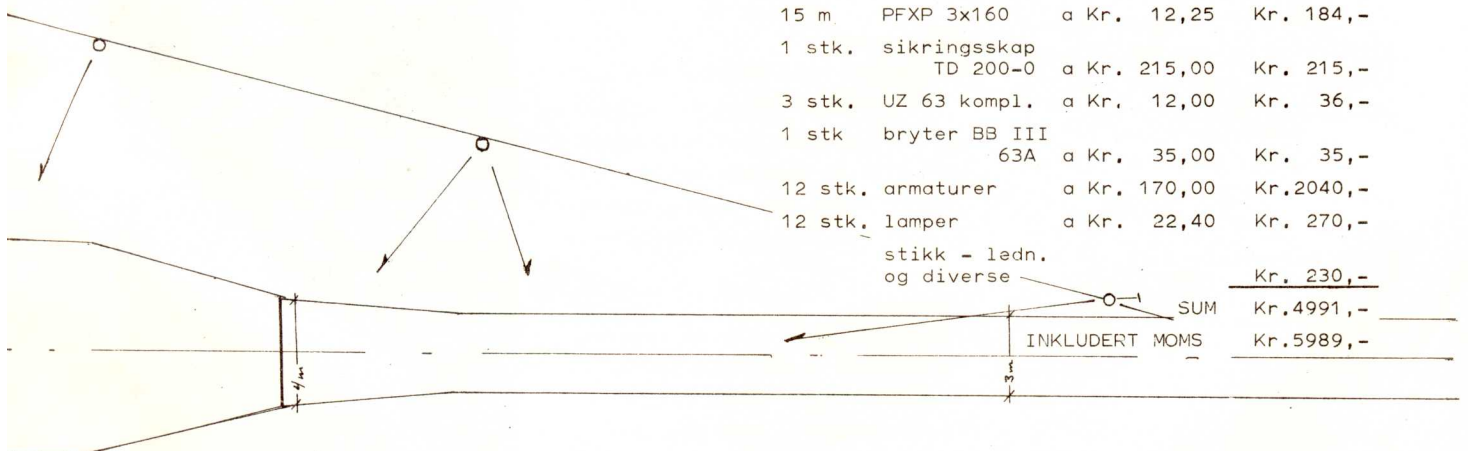 15 m PFXP 3x160 a Kr. 12,25 Kr. 184,-
1 stk. sikringsskap
TD 200-0 a Kr. 215,00 Kr. 215,-
3 stk. UZ 63 kompl. a Kr. 12,00 Kr. 36,-
1 stk bryter BB III
63A a Kr. 35,00 Kr. 35,-
12 stk. armaturer a Kr. 170,00 Kr.2040,-
12 stk. lamper a Kr. 22,40 Kr. 270,-
stikk - ledn.
og diverse Kr. 230,-
SUM Kr.4991,-
INKLUDERT MOMS Kr.5989,-
4m
3m